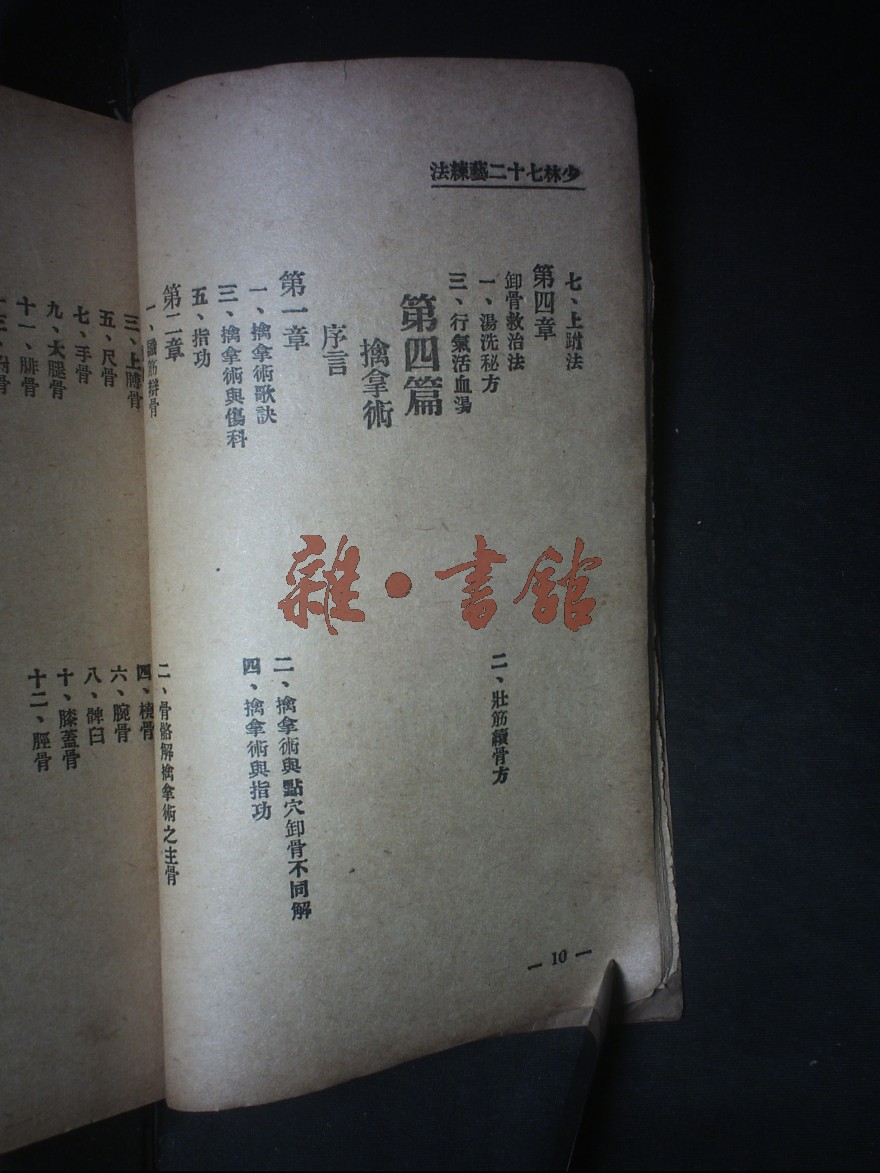 少林七十二藝練法
七、上蹤法
第四章
卸骨救治法
一、湯洗秘方
二、壯筋續骨方
三、行氣活血湯
第四篇
擒拿術
序言
第一章
一、擒拿術歌訣
二、擒拿術與點穴卸骨不同解
三、擒拿術與傷科
四、擒拿術與指功
五、指功
第二章
一、識筋辯骨
二、骨骼解擒拿術之主骨
三、上膊骨
四、橈骨
五、尺骨
六、腕骨
七、手骨
八、髀臼
九、大腿骨
十、膝蓋骨
十一、腓骨
十二、脛骨
— 10 —
雜·書館